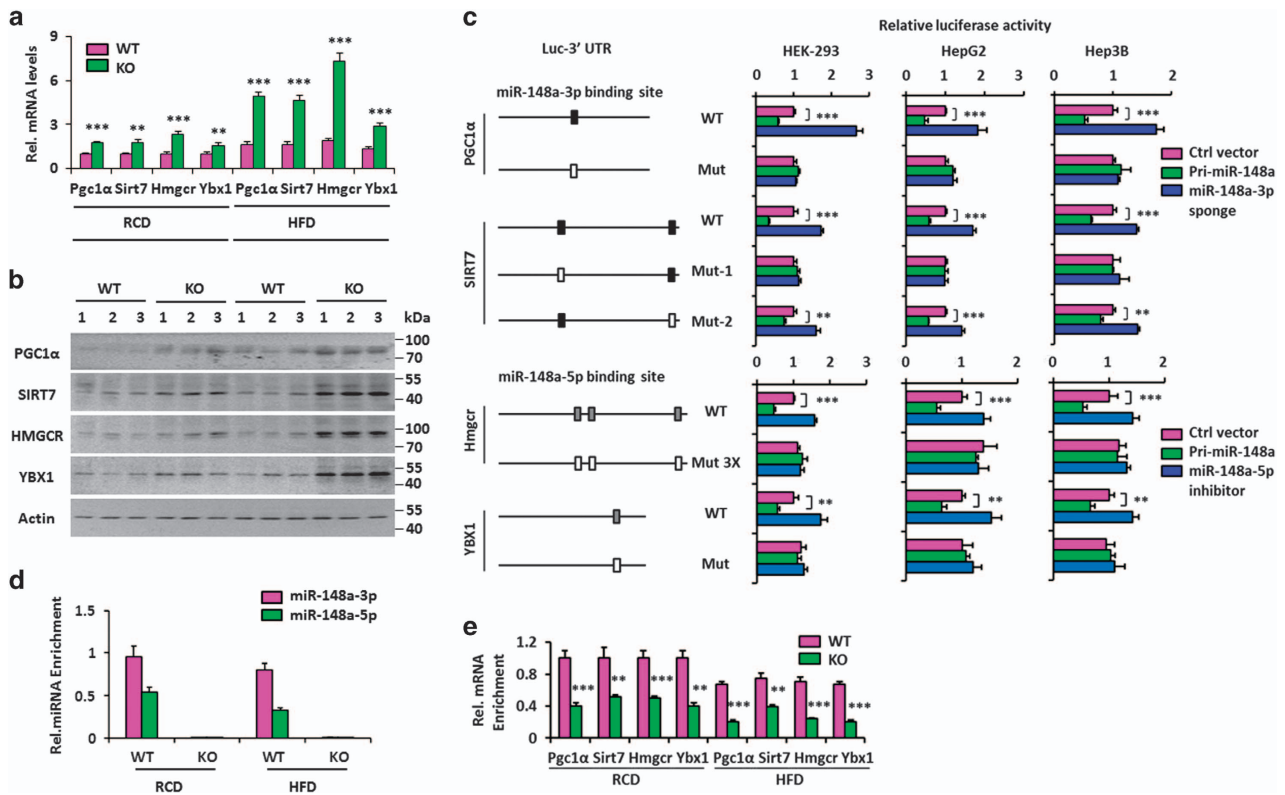 a
9
6
3
0
Rel. mRNA levels
WT
KO
***
**
***
**
***
***
***
***
Pgc1α Sirt7 Hmgcr Ybx1 Pgc1α Sirt7 Hmgcr Ybx1
RCD HFD
b
WT KO WT KO
1 2 3 1 2 3 1 2 3 1 2 3 kDa
PGC1α
100
70
SIRT7
55
40
HMGCR
100
70
YBX1
55
40
Actin
55
40
c
Relative luciferase activity
Luc-3' UTR HEK-293 HepG2 Hep3B
0 1 2 3 0 1 2 3 0 1 2
miR-148a-3p binding site
PGC1α
WT *** *** ***
Mut
SIRT7
WT *** *** ***
Mut-1
Mut-2 ** *** **
Ctrl vector
Pri-miR-148a
miR-148a-3p
sponge
miR-148a-5p binding site
0 1 2 3 0 1 2 0 1 2
Hmgcr
WT *** *** ***
Mut 3X
YBX1
WT ** ** **
Mut
Ctrl vector
Pri-miR-148a
miR-148a-5p
inhibitor
d
Rel.miRNA Enrichment
1.5
1
0.5
0
miR-148a-3p
miR-148a-5p
WT KO WT KO
RCD HFD
e
Rel. mRNA
Enrichment
1.2
0.8
0.4
0
WT
KO
*** ** *** ** *** ** *** ***
Pgc1α Sirt7 Hmgcr Ybx1 Pgc1α Sirt7 Hmgcr Ybx1
RCD HFD